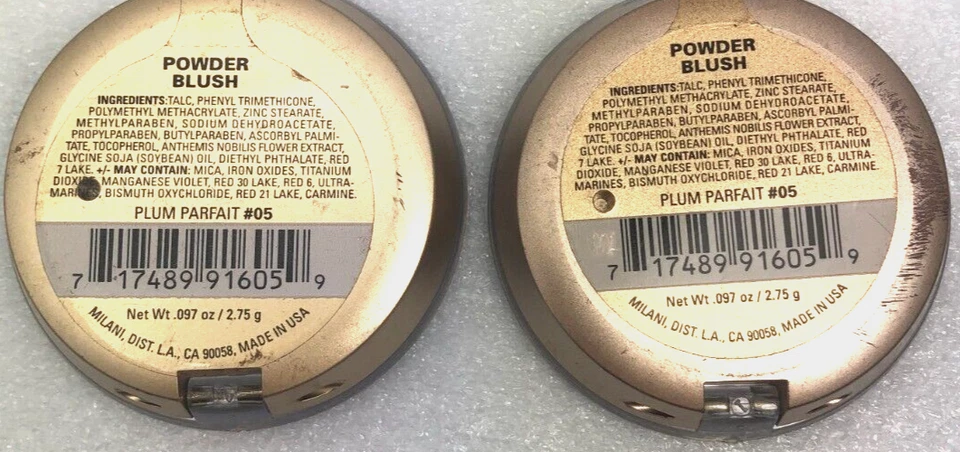 POWDER
BLUSH
INGREDIENTS:TALC, PHENYL TRIMETHICONE,
POLYMETHYL METHACRYLATE, ZINC STEARATE,
METHYLPARABEN, SODIUM DEHYDROACETATE,
PROPYLPARABEN, BUTYLPARABEN, ASCORBYL PALMI-
TATE, TOCOPHEROL, ANTHEMIS NOBILIS FLOWER EXTRACT,
GLYCINE SOJA (SOYBEAN) OIL, DIETHYL PHTHALATE, RED
7 LAKE. +/- MAY CONTAIN: MICA, IRON OXIDES, TITANIUM
DIOXIDE, MANGANESE VIOLET, RED 30 LAKE, RED 6, ULTRA-
MARINES, BISMUTH OXYCHLORIDE, RED 21 LAKE, CARMINE.
PLUM PARFAIT #05
7 17489 91605 9
Net Wt .097 oz / 2.75 g
MILANI, DIST. L.A., CA 90058, MADE IN USA
POWDER
BLUSH
INGREDIENTS:TALC, PHENYL TRIMETHICONE,
POLYMETHYL METHACRYLATE, ZINC STEARATE,
METHYLPARABEN, SODIUM DEHYDROACETATE,
PROPYLPARABEN, BUTYLPARABEN, ASCORBYL PALMI-
TATE, TOCOPHEROL, ANTHEMIS NOBILIS FLOWER EXTRACT,
GLYCINE SOJA (SOYBEAN) OIL, DIETHYL PHTHALATE, RED
7 LAKE. +/- MAY CONTAIN: MICA, IRON OXIDES, TITANIUM
DIOXIDE, MANGANESE VIOLET, RED 30 LAKE, RED 6, ULTRA-
MARINES, BISMUTH OXYCHLORIDE, RED 21 LAKE, CARMINE.
PLUM PARFAIT #05
7 17489 91605 9
Net Wt .097 oz / 2.75 g
MILANI, DIST. L.A., CA 90058, MADE IN USA